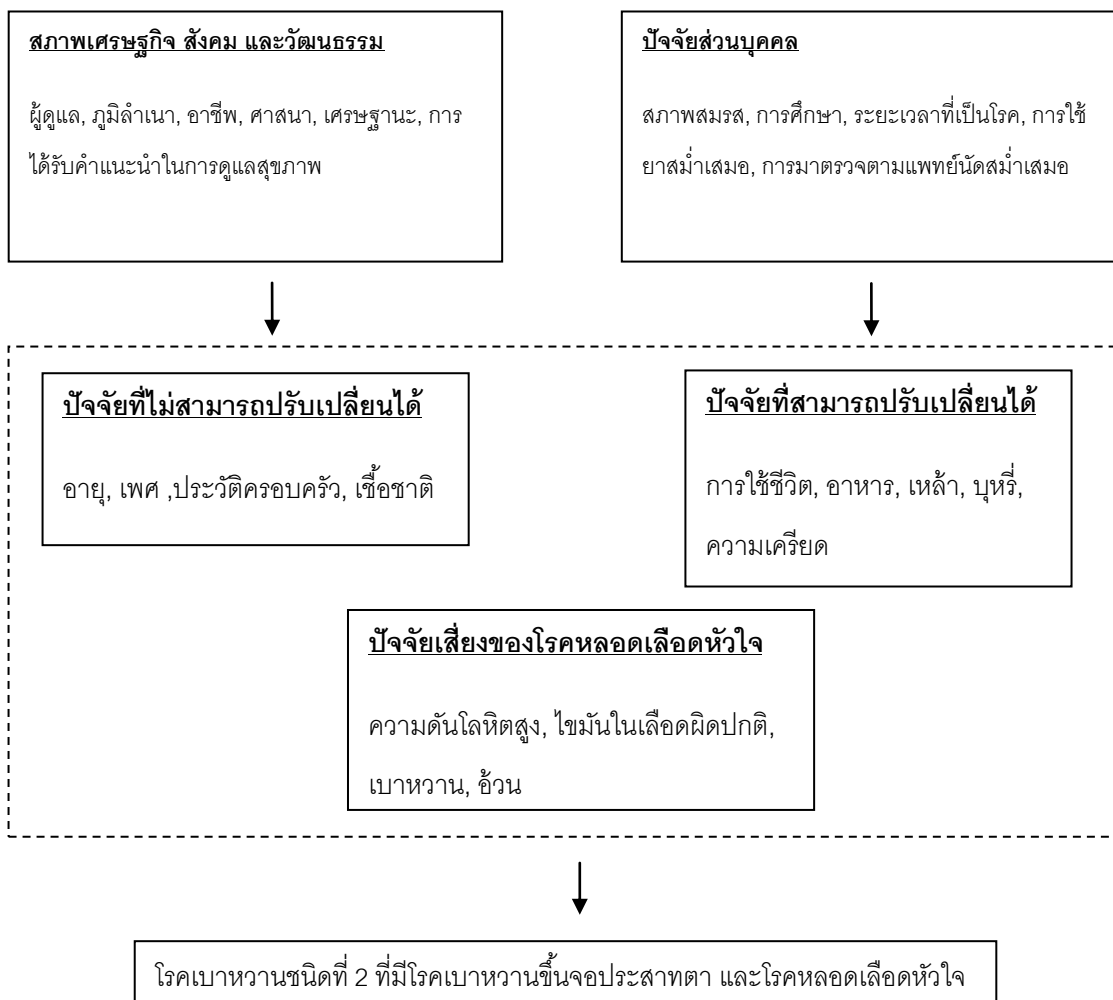 สภาพเศรษฐกิจ สังคม และวัฒนธรรม
ผู้ดูแล, ภูมิลำเนา, อาชีพ, ศาสนา, เศรษฐานะ, การ
ได้รับคำแนะนำในการดูแลสุขภาพ
ปัจจัยส่วนบุคคล
สภาพสมรส, การศึกษา, ระยะเวลาที่เป็นโรค, การใช้
ยาสม่ำเสมอ, การมาตรวจตามแพทย์นัดสม่ำเสมอ
ปัจจัยที่ไม่สามารถปรับเปลี่ยนได้
อายุ, เพศ ,ประวัติครอบครัว, เชื้อชาติ
ปัจจัยที่สามารถปรับเปลี่ยนได้
การใช้ชีวิต, อาหาร, เหล้า, บุหรี่,
ความเครียด
ปัจจัยเสี่ยงของโรคหลอดเลือดหัวใจ
ความดันโลหิตสูง, ไขมันในเลือดผิดปกติ,
เบาหวาน, อ้วน
โรคเบาหวานชนิดที่ 2 ที่มีโรคเบาหวานขึ้นจอประสาทตา และโรคหลอดเลือดหัวใจ